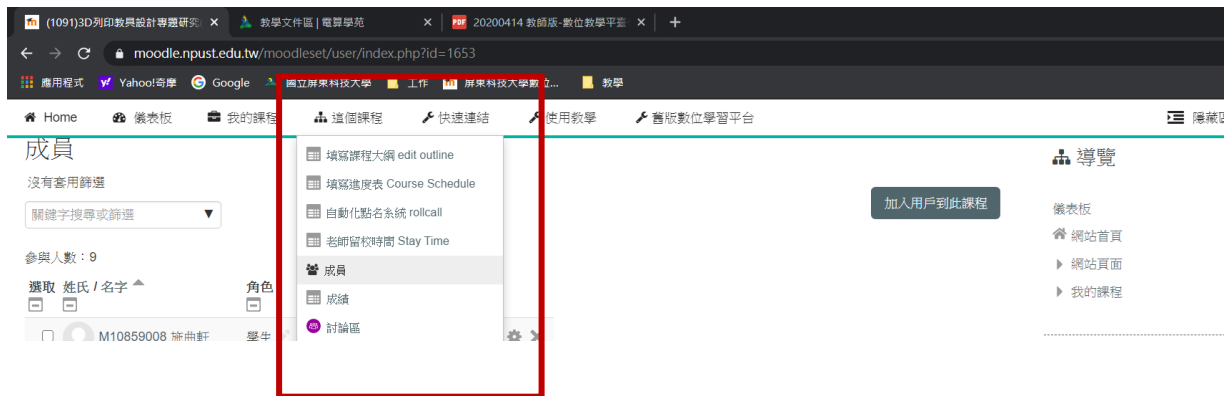 (1091)3D列印教具設計專題研究(
教學文件區 | 電算學苑
20200414 教師版-數位教學平臺
moodle.npust.edu.tw/moodleset/user/index.php?id=1653
應用程式 Yahoo!奇摩 Google 國立屏東科技大學 工作 屏東科技大學數位... 教學
Home 儀表板 我的課程 這個課程 快速連結 使用教學 舊版數位學習平台 隱藏區
成員
沒有套用篩選
關鍵字搜尋或篩選
參與人數:9
選取 姓氏 / 名字 角色
M10859008 施曲軒 學生
填寫課程大綱 edit outline
填寫進度表 Course Schedule
自動化點名系統 rollcall
老師留校時間 Stay Time
成員
成績
討論區
加入用戶到此課程
導覽
儀表板
網站首頁
網站頁面
我的課程